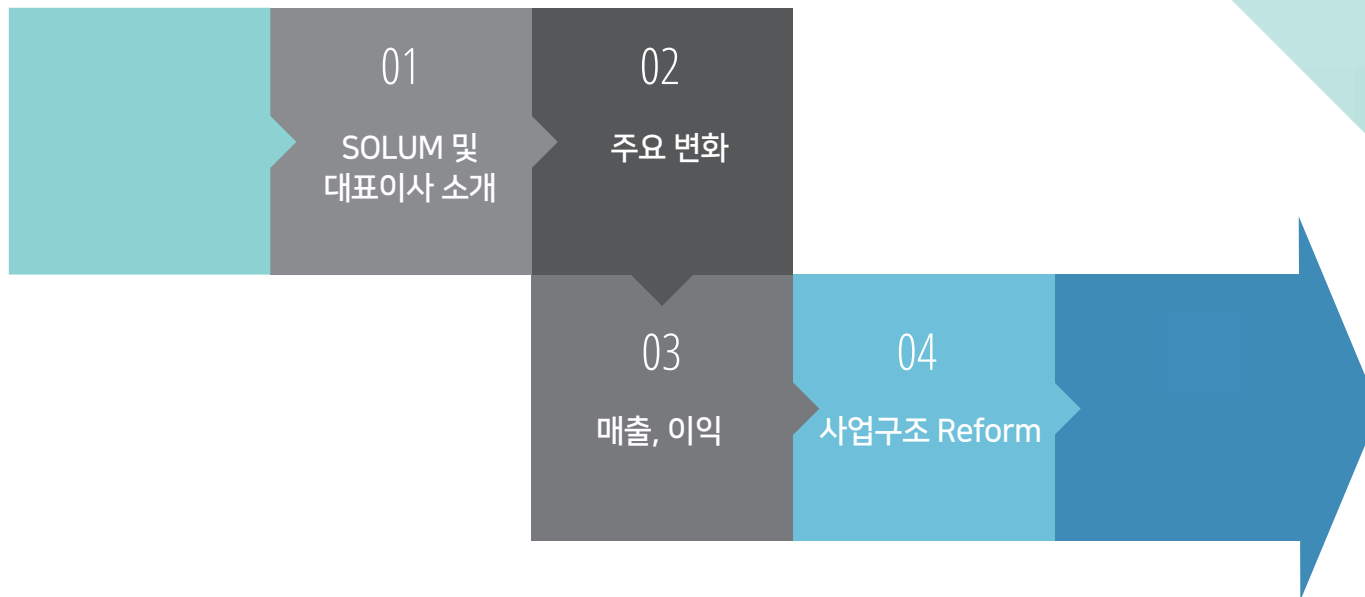 01
SOLUM 및
대표이사 소개
02
주요 변화
03
매출, 이익
04
사업구조 Reform